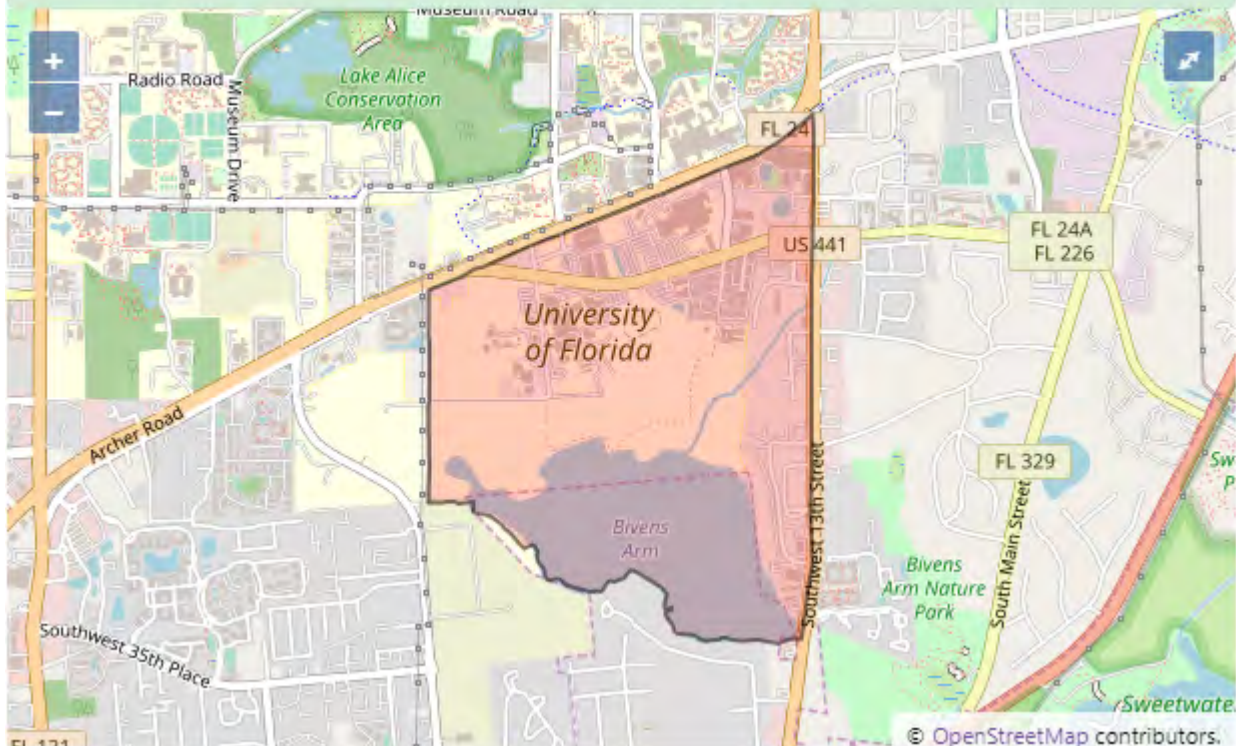 Museum Road
+
Radio Road
Museum Drive
Lake Alice
Conservation
Area
−
FL 24
FL 24A
FL 226
US 441
University
of Florida
Archer Road
FL 329
Southwest 13th Street
South Main Street
Bivens
Arm
Bivens
Arm Nature
Park
Southwest 35th Place
Sweetwate
FL 121
© OpenStreetMap contributors.